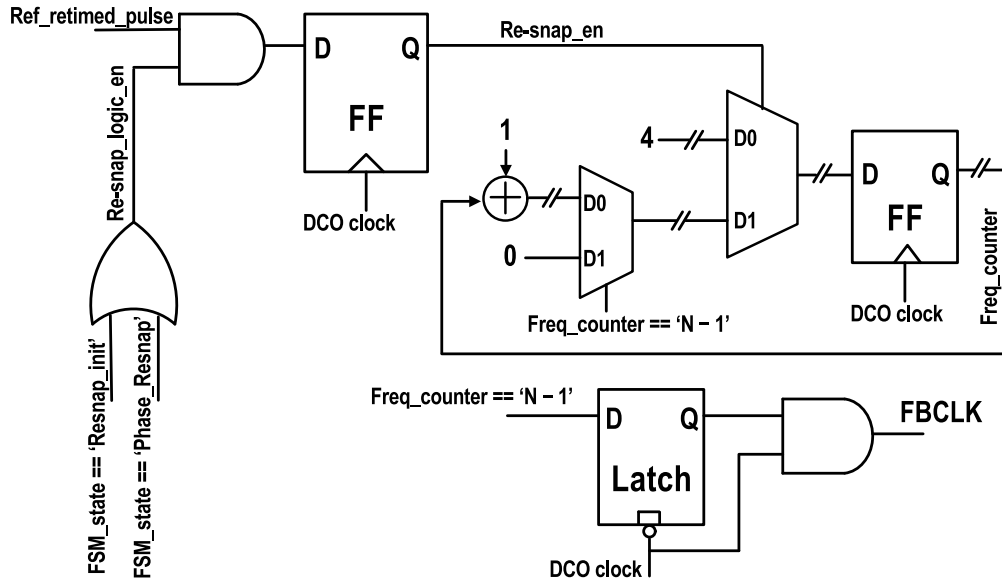 Ref_retimed_pulse
D
Q
FF
DCO clock
Re-snap_en
Re-snap_logic_en
FSM_state == 'Resnap_init'
FSM_state == 'Phase_Resnap'
1
D0
0
D1
Freq_counter == 'N – 1'
4
D0
D1
D
Q
FF
DCO clock
Freq_counter
Freq_counter == 'N – 1'
D
Q
Latch
DCO clock
FBCLK